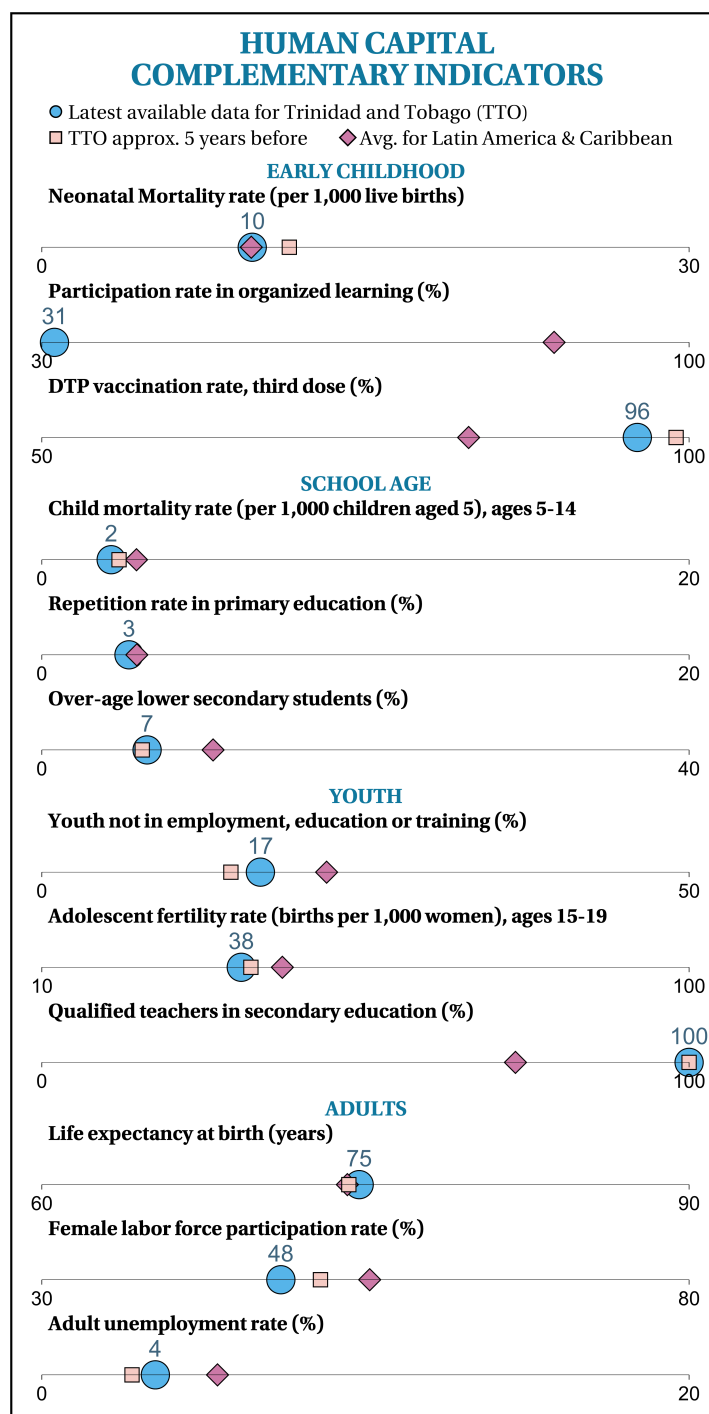 HUMAN CAPITAL
COMPLEMENTARY INDICATORS
Latest available data for Trinidad and Tobago (TTO)
TTO approx. 5 years before Avg. for Latin America & Caribbean
EARLY CHILDHOOD
Neonatal Mortality rate (per 1,000 live births)
10
0 30
Participation rate in organized learning (%)
31
30 100
DTP vaccination rate, third dose (%)
96
50 100
SCHOOL AGE
Child mortality rate (per 1,000 children aged 5), ages 5-14
2
0 20
Repetition rate in primary education (%)
3
0 20
Over-age lower secondary students (%)
7
0 40
YOUTH
Youth not in employment, education or training (%)
17
0 50
Adolescent fertility rate (births per 1,000 women), ages 15-19
38
10 100
Qualified teachers in secondary education (%)
100
0 100
ADULTS
Life expectancy at birth (years)
75
60 90
Female labor force participation rate (%)
48
30 80
Adult unemployment rate (%)
4
0 20